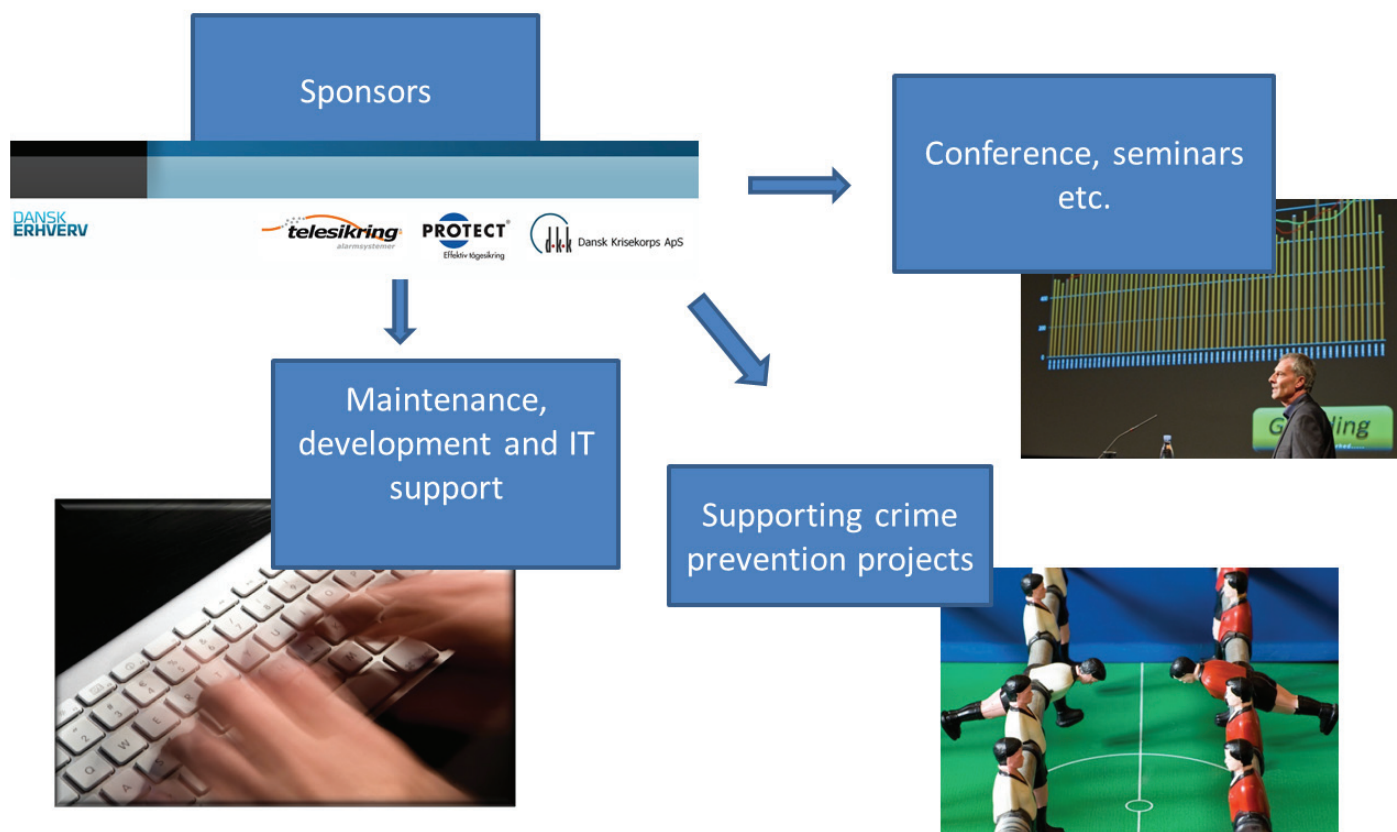 Sponsors
DANSK
ERHVERV
telesikring
alarmsystemer
PROTECT®
Effektiv tågesikring
d·k·k
Dansk Krisekorps ApS
Conference, seminars
etc.
Maintenance,
development and IT
support
Supporting crime
prevention projects